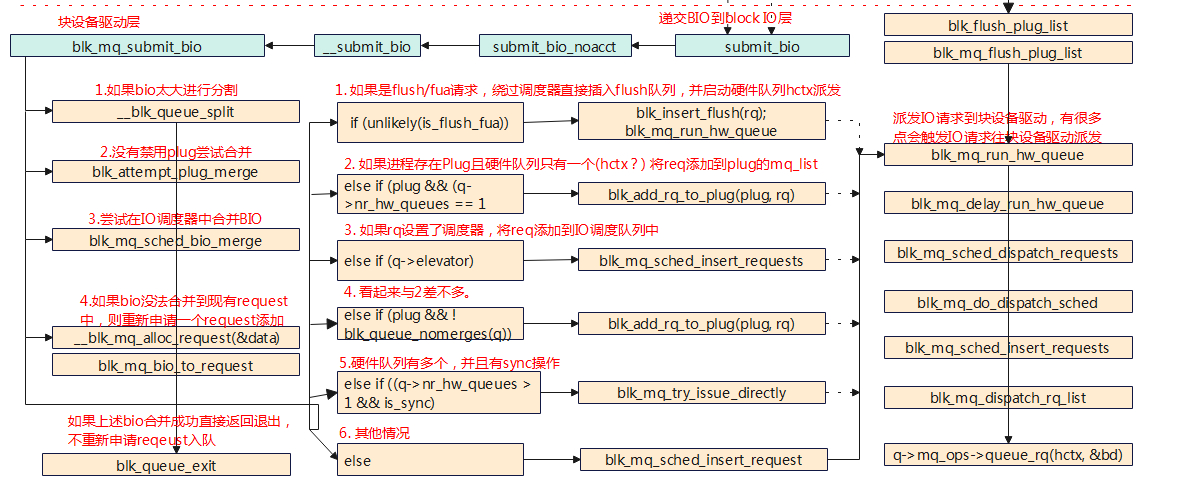 块设备驱动层
递交BIO到block IO层
blk_mq_submit_bio
__submit_bio
submit_bio_noacct
submit_bio
1.如果bio太大进行分割
__blk_queue_split
2.没有禁用plug尝试合并
blk_attempt_plug_merge
3.尝试在IO调度器中合并BIO
blk_mq_sched_bio_merge
4.如果bio没法合并到现有request
中，则重新申请一个request添加
__blk_mq_alloc_request(&data)
blk_mq_bio_to_request
如果上述bio合并成功直接返回退出，
不重新申请reqeust入队
blk_queue_exit
1. 如果是flush/fua请求，绕过调度器直接插入flush队列，并启动硬件队列hctx派发
if (unlikely(is_flush_fua))
blk_insert_flush(rq);
blk_mq_run_hw_queue
2. 如果进程存在Plug且硬件队列只有一个(hctx？) 将req添加到plug的mq_list
else if (plug && (q-
>nr_hw_queues == 1
blk_add_rq_to_plug(plug, rq)
3. 如果rq设置了调度器，将req添加到IO调度队列中
else if (q->elevator)
blk_mq_sched_insert_requests
4. 看起来与2差不多。
else if (plug && !
blk_queue_nomerges(q))
blk_add_rq_to_plug(plug, rq)
5.硬件队列有多个，并且有sync操作
else if ((q->nr_hw_queues >
1 && is_sync)
blk_mq_try_issue_directly
6. 其他情况
else
blk_mq_sched_insert_request
blk_flush_plug_list
blk_mq_flush_plug_list
派发IO请求到块设备驱动，有很多
点会触发IO请求往块设备驱动派发
blk_mq_run_hw_queue
blk_mq_delay_run_hw_queue
blk_mq_sched_dispatch_requests
blk_mq_do_dispatch_sched
blk_mq_sched_insert_requests
blk_mq_dispatch_rq_list
q->mq_ops->queue_rq(hctx, &bd)